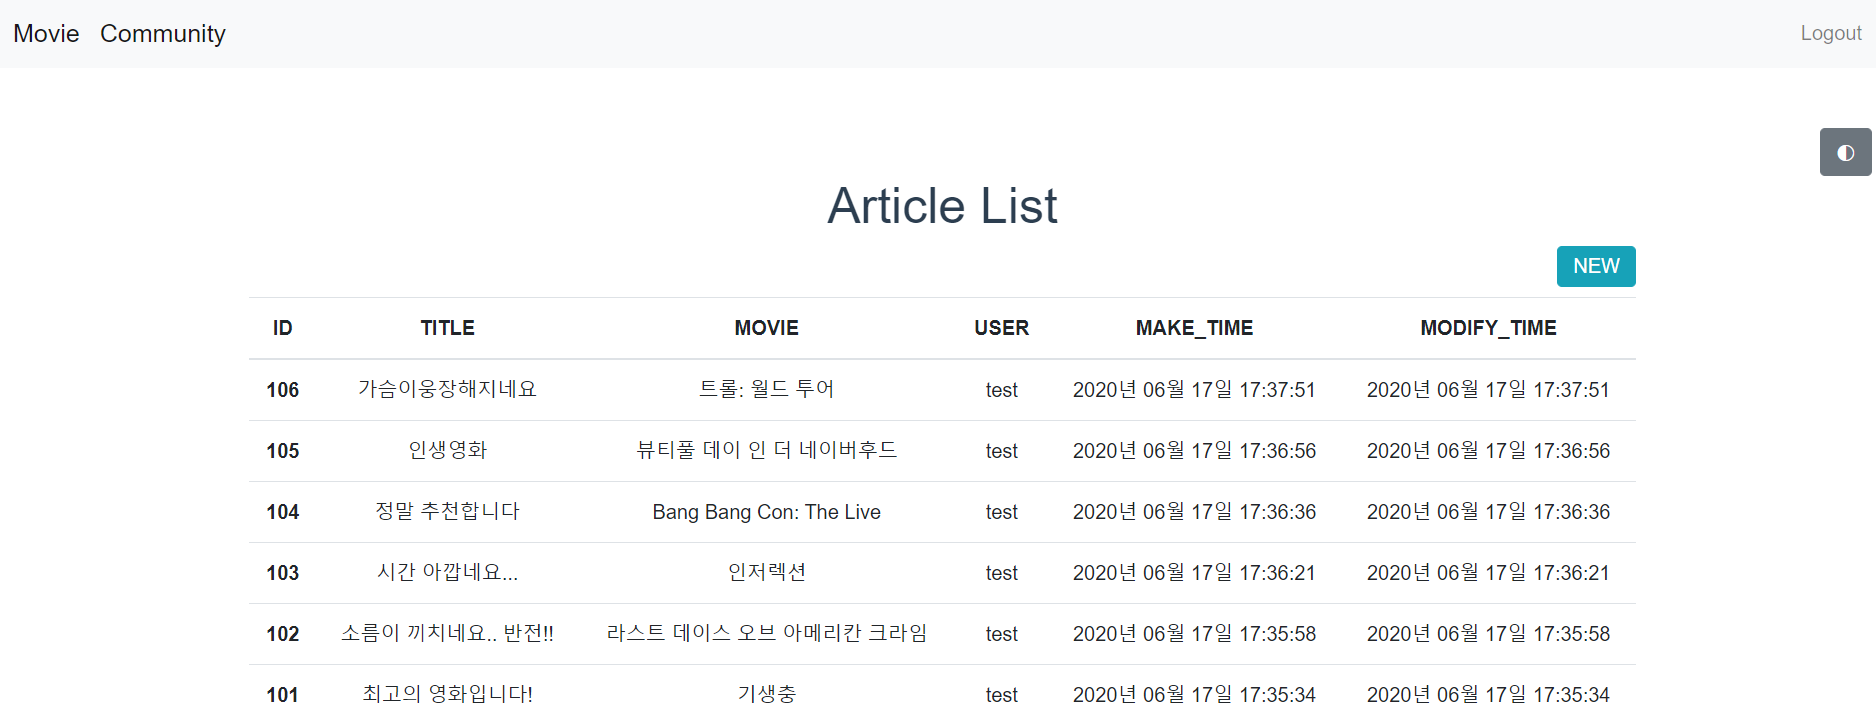 Movie Community Logout
Article List
NEW
ID TITLE MOVIE USER MAKE_TIME MODIFY_TIME
106 가슴이웅장해지네요 트롤: 월드 투어 test 2020년 06월 17일 17:37:51 2020년 06월 17일 17:37:51
105 인생영화 뷰티풀 데이 인 더 네이버후드 test 2020년 06월 17일 17:36:56 2020년 06월 17일 17:36:56
104 정말 추천합니다 Bang Bang Con: The Live test 2020년 06월 17일 17:36:36 2020년 06월 17일 17:36:36
103 시간 아깝네요... 인저렉션 test 2020년 06월 17일 17:36:21 2020년 06월 17일 17:36:21
102 소름이 끼치네요.. 반전!! 라스트 데이스 오브 아메리칸 크라임 test 2020년 06월 17일 17:35:58 2020년 06월 17일 17:35:58
101 최고의 영화입니다! 기생충 test 2020년 06월 17일 17:35:34 2020년 06월 17일 17:35:34